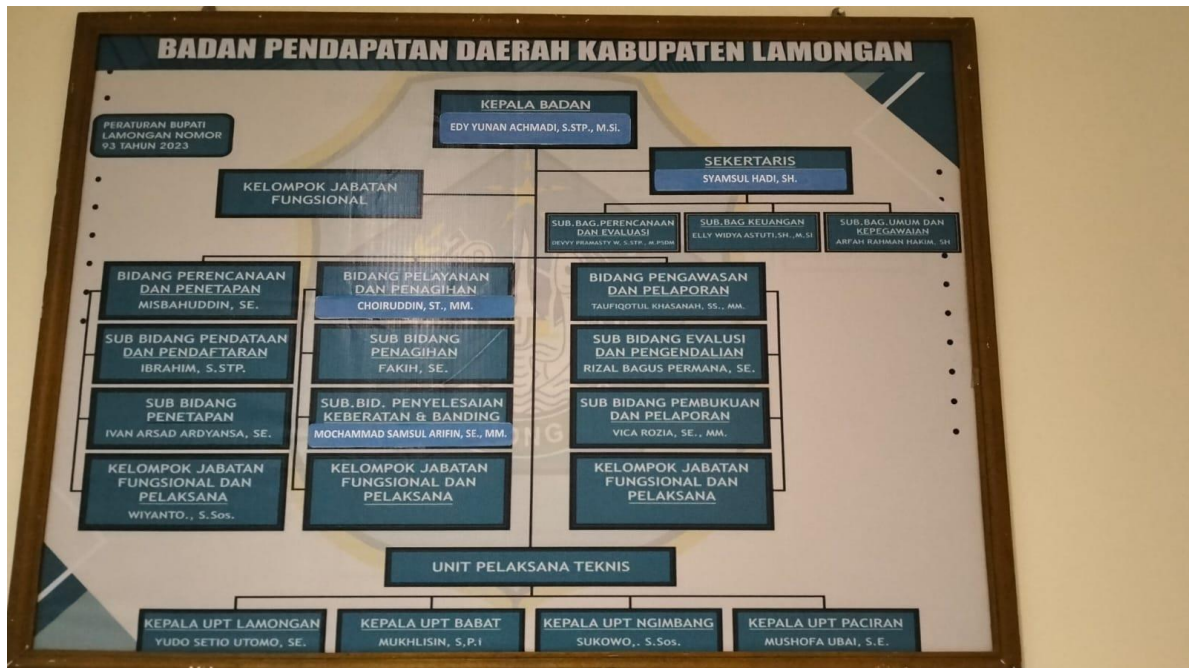 BADAN PENDAPATAN DAERAH KABUPATEN LAMONGAN
PERATURAN BUPATI
LAMONGAN NOMOR
93 TAHUN 2023
KEPALA BADAN
EDY YUNAN ACHMADI, S.STP., M.Si.
SEKERTARIS
SYAMSUL HADI, SH.
KELOMPOK JABATAN
FUNGSIONAL
SUB.BAG.PERENCANAAN
DAN EVALUASI
DEVVY PRAMASTY W, S.STP., M.PSDM
SUB.BAG KEUANGAN
ELLY WIDYA ASTUTI,SH.,M.SI
SUB.BAG.UMUM DAN
KEPEGAWAIAN
ARFAH RAHMAN HAKIM, SH
BIDANG PERENCANAAN
DAN PENETAPAN
MISBAHUDDIN, SE.
SUB BIDANG PENDATAAN
DAN PENDAFTARAN
IBRAHIM, S.STP.
SUB BIDANG
PENETAPAN
IVAN ARSAD ARDYANSA, SE.
KELOMPOK JABATAN
FUNGSIONAL DAN
PELAKSANA
WIYANTO., S.Sos.
BIDANG PELAYANAN
DAN PENAGIHAN
CHOIRUDDIN, ST., MM.
SUB BIDANG
PENAGIHAN
FAKIH, SE.
SUB.BID. PENYELESAIAN
KEBERATAN & BANDING
MOCHAMMAD SAMSUL ARIFIN, SE., MM.
KELOMPOK JABATAN
FUNGSIONAL DAN
PELAKSANA
BIDANG PENGAWASAN
DAN PELAPORAN
TAUFIQOTUL KHASANAH, SS., MM.
SUB BIDANG EVALUSI
DAN PENGENDALIAN
RIZAL BAGUS PERMANA, SE.
SUB BIDANG PEMBUKUAN
DAN PELAPORAN
VICA ROZIA, SE., MM.
KELOMPOK JABATAN
FUNGSIONAL DAN
PELAKSANA
UNIT PELAKSANA TEKNIS
KEPALA UPT LAMONGAN
YUDO SETIO UTOMO, SE.
KEPALA UPT BABAT
MUKHLISIN, S,P.i
KEPALA UPT NGIMBANG
SUKOWO,. S.Sos.
KEPALA UPT PACIRAN
MUSHOFA UBAI, S.E.